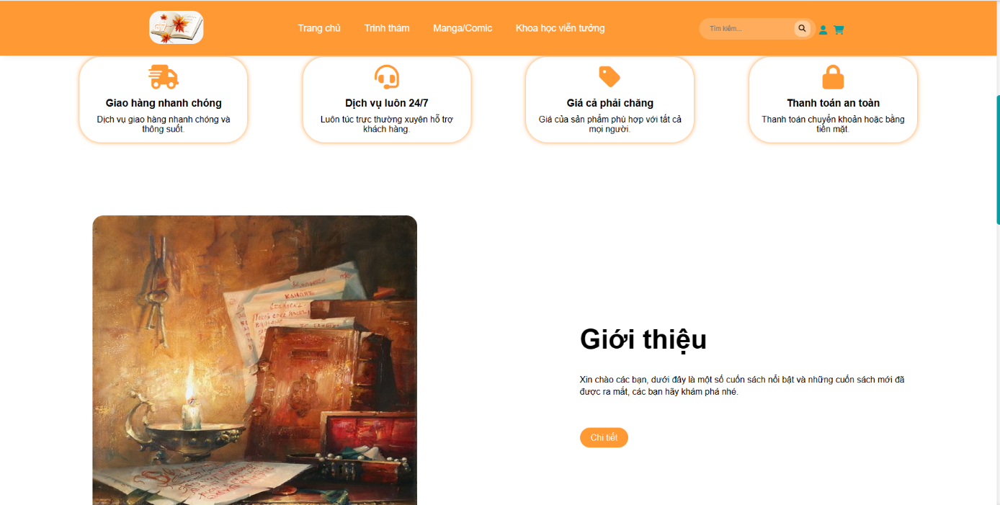 Trang chủ
Trinh thám
Manga/Comic
Khoa học viễn tưởng
Tìm kiếm...
Giao hàng nhanh chóng
Dịch vụ giao hàng nhanh chóng và
thông suốt.
Dịch vụ luôn 24/7
Luôn túc trực thường xuyên hỗ trợ
khách hàng.
Giá cả phải chăng
Giá của sản phẩm phù hợp với tất cả
mọi người.
Thanh toán an toàn
Thanh toán chuyển khoản hoặc bằng
tiền mặt.
Giới thiệu
Xin chào các bạn, dưới đây là một số cuốn sách nổi bật và những cuốn sách mới đã
được ra mắt, các bạn hãy khám phá nhé.
Chi tiết